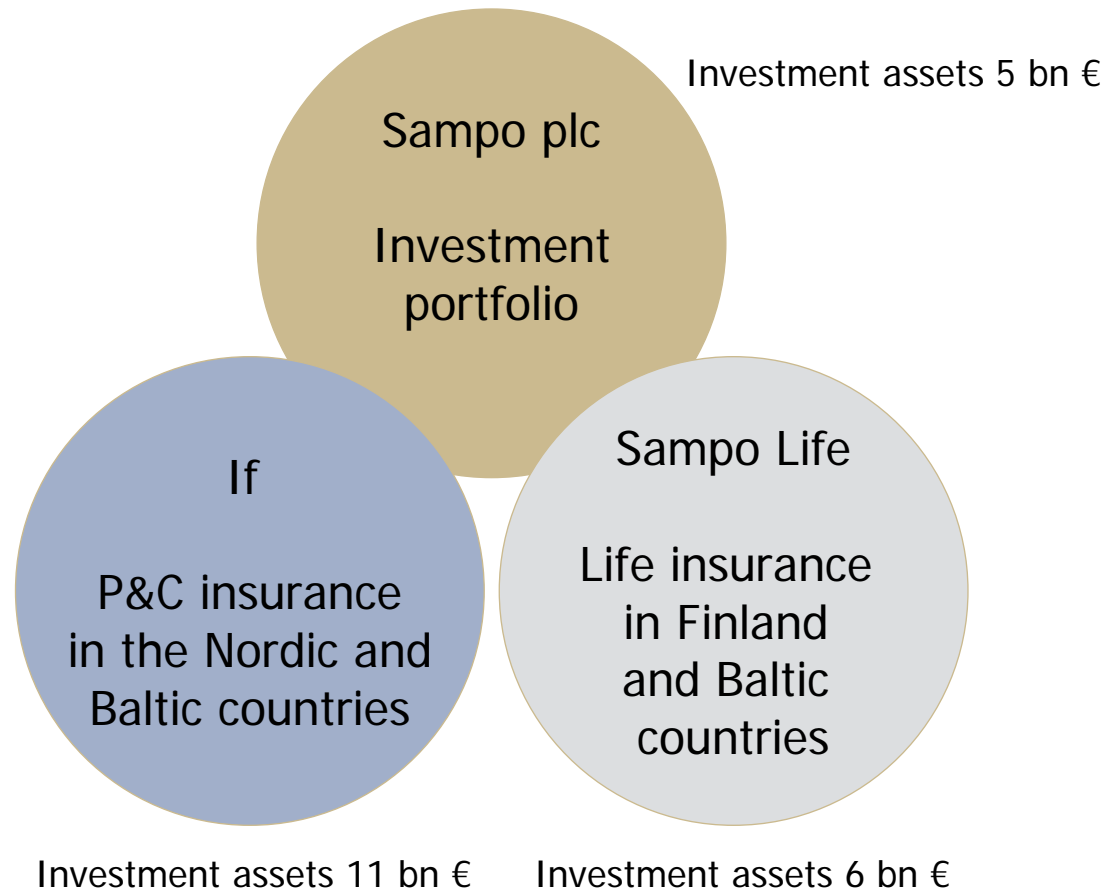 Investment assets 5 bn €
Sampo plc
Investment
portfolio
If
P&C insurance
in the Nordic and
Baltic countries
Sampo Life
Life insurance
in Finland
and Baltic
countries
Investment assets 11 bn €
Investment assets 6 bn €